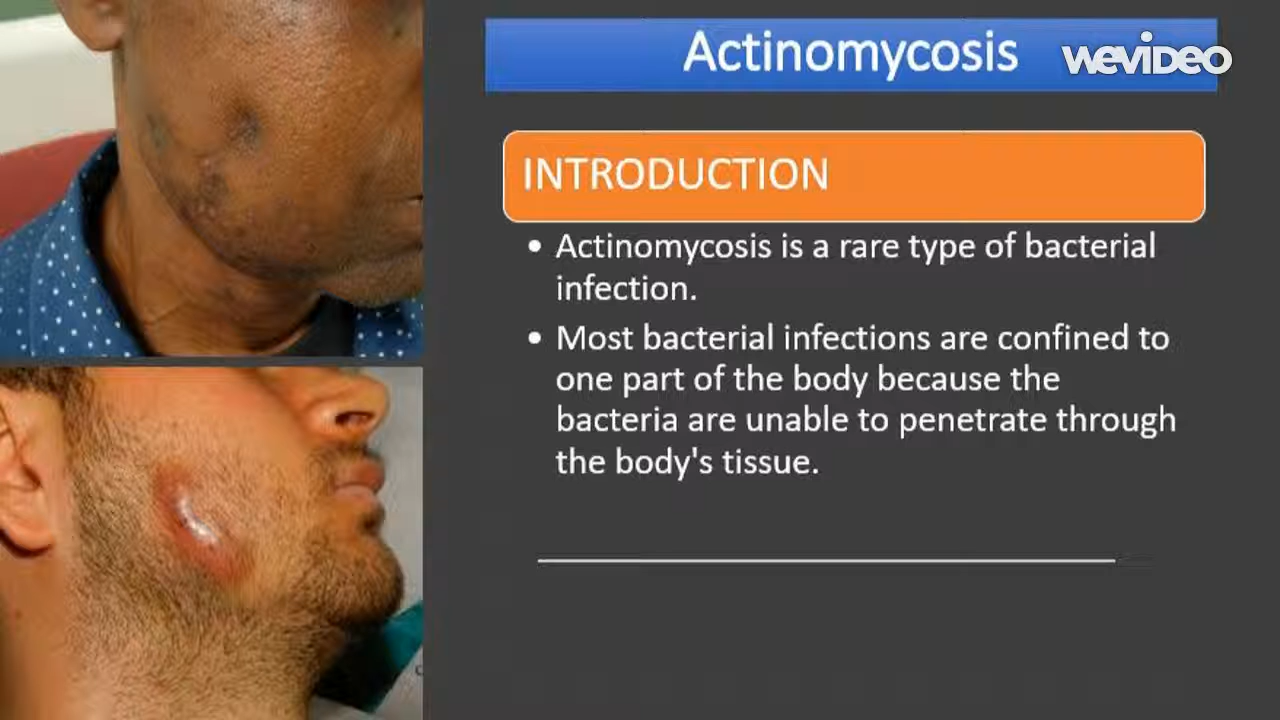 Actinomycosis
WeVideo
INTRODUCTION
• Actinomycosis is a rare type of bacterial
infection.
• Most bacterial infections are confined to
one part of the body because the
bacteria are unable to penetrate through
the body's tissue.